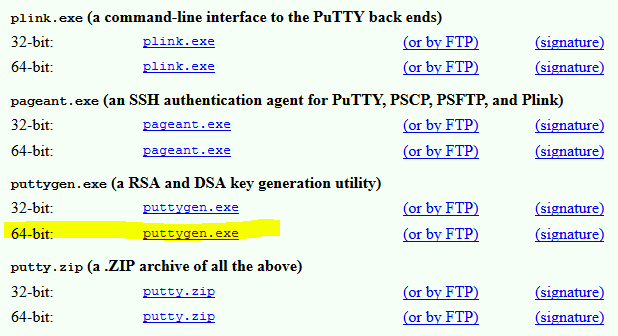 plink.exe (a command-line interface to the PuTTY back ends)
32-bit: plink.exe (or by FTP) (signature)
64-bit: plink.exe (or by FTP) (signature)
pageant.exe (an SSH authentication agent for PuTTY, PSCP, PSFTP, and Plink)
32-bit: pageant.exe (or by FTP) (signature)
64-bit: pageant.exe (or by FTP) (signature)
puttygen.exe (a RSA and DSA key generation utility)
32-bit: puttygen.exe (or by FTP) (signature)
64-bit: puttygen.exe (or by FTP) (signature)
putty.zip (a .ZIP archive of all the above)
32-bit: putty.zip (or by FTP) (signature)
64-bit: putty.zip (or by FTP) (signature)